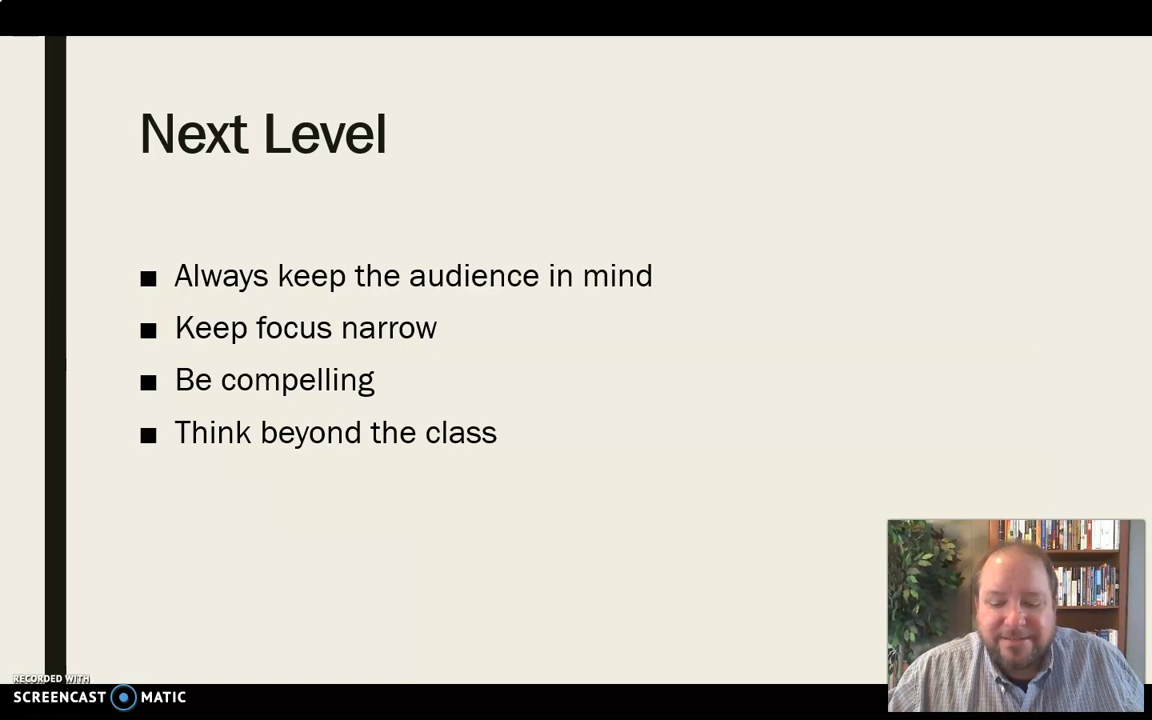 Next Level
■ Always keep the audience in mind
■ Keep focus narrow
■ Be compelling
■ Think beyond the class
RECORDED WITH
SCREENCAST MATIC